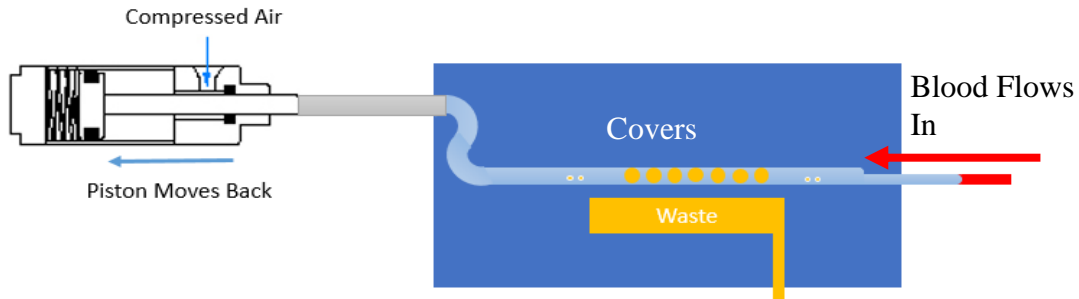 Compressed Air
Blood Flows
In
Covers
Piston Moves Back
Waste